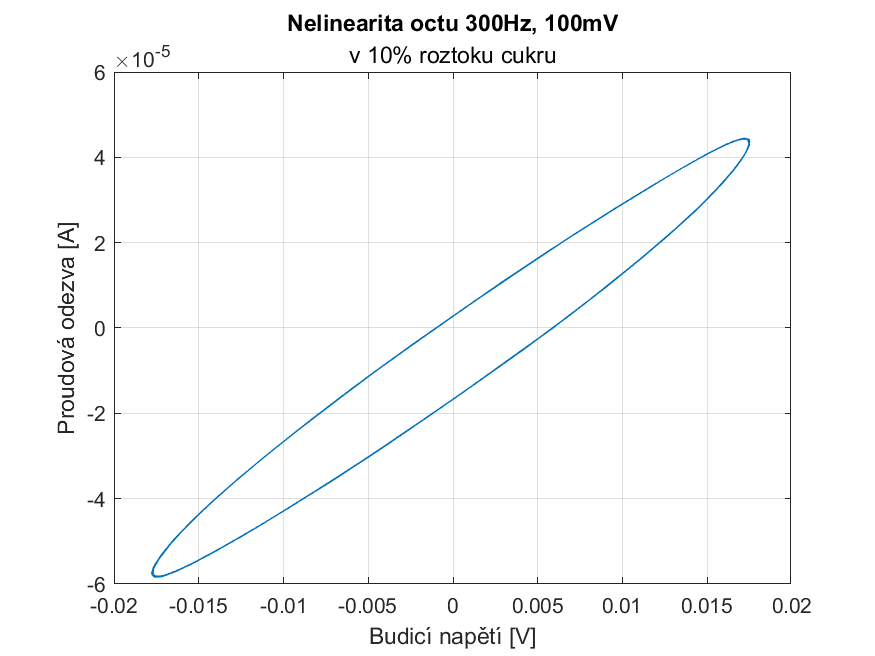 Nelinearita octu 300Hz, 100mV
v 10% roztoku cukru
×10^-5
6
4
2
0
-2
-4
-6
Proudová odezva [A]
-0.02 -0.015 -0.01 -0.005 0 0.005 0.01 0.015 0.02
Budicí napětí [V]